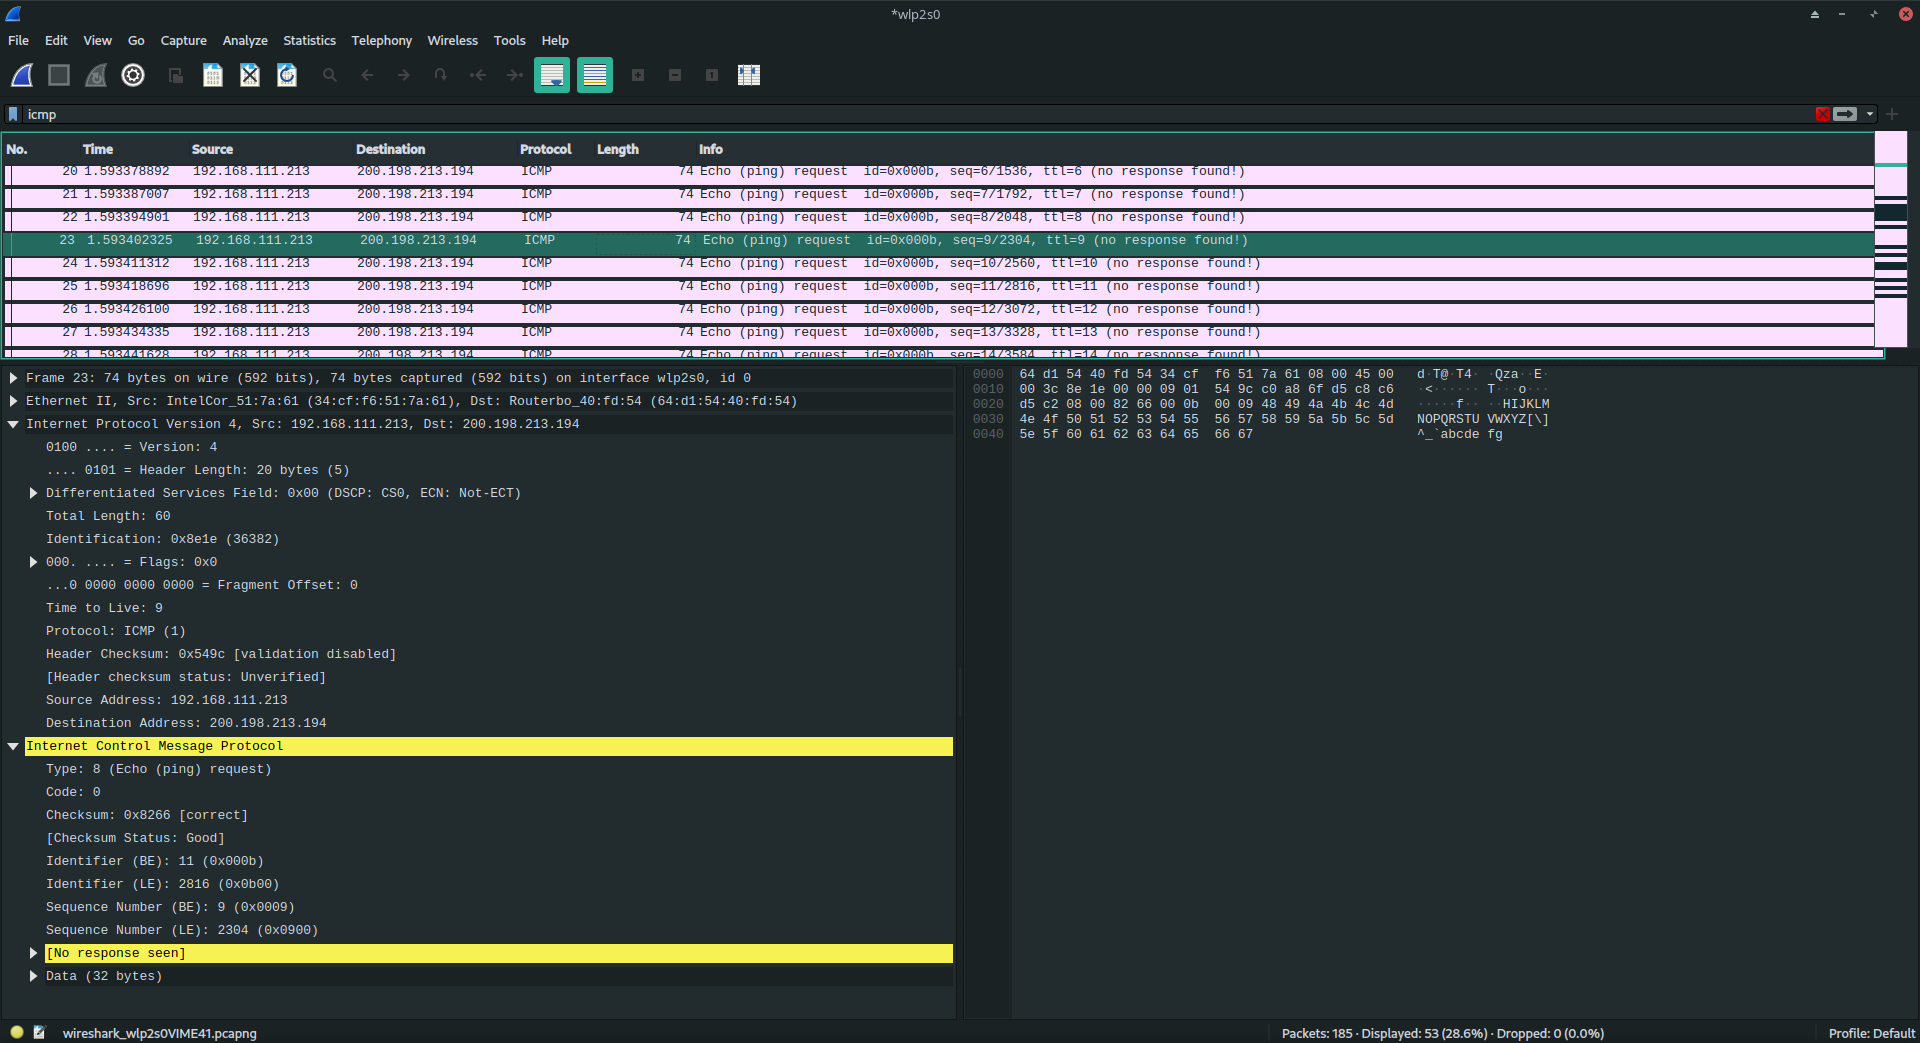 *wlp2s0
File Edit View Go Capture Analyze Statistics Telephony Wireless Tools Help
icmp
No. Time Source Destination Protocol Length Info
20 1.593378892 192.168.111.213 200.198.213.194 ICMP 74 Echo (ping) request id=0x000b, seq=6/1536, ttl=6 (no response found!)
21 1.593387007 192.168.111.213 200.198.213.194 ICMP 74 Echo (ping) request id=0x000b, seq=7/1792, ttl=7 (no response found!)
22 1.593394901 192.168.111.213 200.198.213.194 ICMP 74 Echo (ping) request id=0x000b, seq=8/2048, ttl=8 (no response found!)
23 1.593402325 192.168.111.213 200.198.213.194 ICMP 74 Echo (ping) request id=0x000b, seq=9/2304, ttl=9 (no response found!)
24 1.593411312 192.168.111.213 200.198.213.194 ICMP 74 Echo (ping) request id=0x000b, seq=10/2560, ttl=10 (no response found!)
25 1.593418696 192.168.111.213 200.198.213.194 ICMP 74 Echo (ping) request id=0x000b, seq=11/2816, ttl=11 (no response found!)
26 1.593426100 192.168.111.213 200.198.213.194 ICMP 74 Echo (ping) request id=0x000b, seq=12/3072, ttl=12 (no response found!)
27 1.593434335 192.168.111.213 200.198.213.194 ICMP 74 Echo (ping) request id=0x000b, seq=13/3328, ttl=13 (no response found!)
28 1.593441628 192.168.111.213 200.198.213.194 ICMP 74 Echo (ping) request id=0x000b, seq=14/3584, ttl=14 (no response found!)
Frame 23: 74 bytes on wire (592 bits), 74 bytes captured (592 bits) on interface wlp2s0, id 0
Ethernet II, Src: IntelCor_51:7a:61 (34:cf:f6:51:7a:61), Dst: Routerbo_40:fd:54 (64:d1:54:40:fd:54)
Internet Protocol Version 4, Src: 192.168.111.213, Dst: 200.198.213.194
0100 .... = Version: 4
.... 0101 = Header Length: 20 bytes (5)
Differentiated Services Field: 0x00 (DSCP: CS0, ECN: Not-ECT)
Total Length: 60
Identification: 0x8e1e (36382)
000. .... = Flags: 0x0
...0 0000 0000 0000 = Fragment Offset: 0
Time to Live: 9
Protocol: ICMP (1)
Header Checksum: 0x549c [validation disabled]
[Header checksum status: Unverified]
Source Address: 192.168.111.213
Destination Address: 200.198.213.194
Internet Control Message Protocol
Type: 8 (Echo (ping) request)
Code: 0
Checksum: 0x8266 [correct]
[Checksum Status: Good]
Identifier (BE): 11 (0x000b)
Identifier (LE): 2816 (0x0b00)
Sequence Number (BE): 9 (0x0009)
Sequence Number (LE): 2304 (0x0900)
[No response seen]
Data (32 bytes)
0000 64 d1 54 40 fd 54 34 cf f6 51 7a 61 08 00 45 00 d·T@·T4· ·Qza··E·
0010 00 3c 8e 1e 00 00 09 01 54 9c c0 a8 6f d5 c8 c6 ·<······ T···o···
0020 d5 c2 08 00 82 66 00 0b 00 09 48 49 4a 4b 4c 4d ·····f·· ··HIJKLM
0030 4e 4f 50 51 52 53 54 55 56 57 58 59 5a 5b 5c 5d NOPQRSTU VWXYZ[\]
0040 5e 5f 60 61 62 63 64 65 66 67 ^_`abcde fg
wireshark_wlp2s0VIME41.pcapng
Packets: 185 · Displayed: 53 (28.6%) · Dropped: 0 (0.0%)
Profile: Default